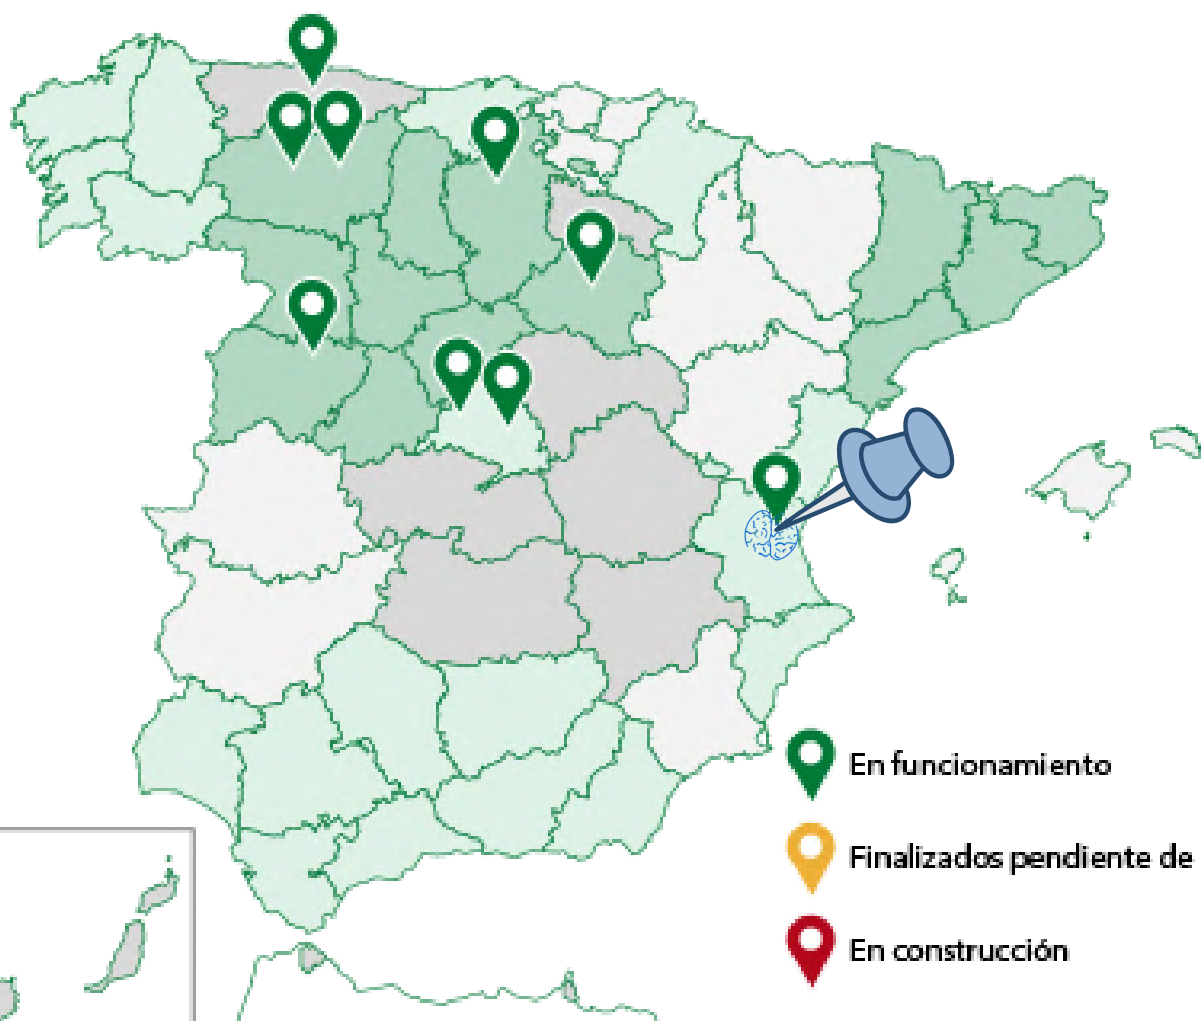 En funcionamiento
Finalizados pendiente de
En construcción